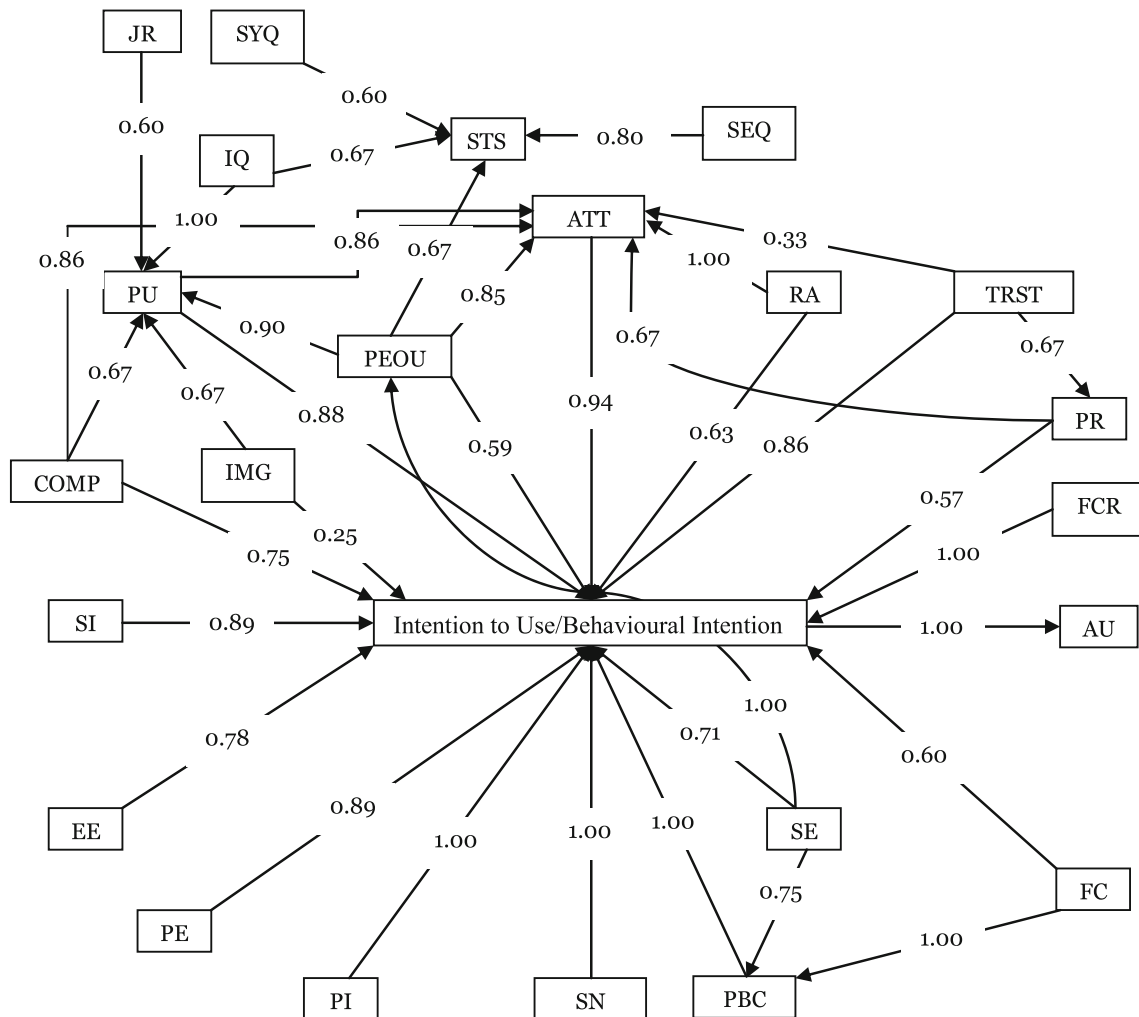 JR
SYQ
0.60
0.60
SEQ
STS
0.80
IQ
0.67
1.00
ATT
0.86
0.86
0.67
0.33
1.00
PU
0.85
RA
TRST
0.90
0.67
0.67
PEOU
0.67
0.67
0.88
0.94
PR
0.59
0.63
0.86
COMP
IMG
0.57
FCR
0.25
0.75
1.00
SI
0.89
Intention to Use/Behavioural Intention
1.00
AU
1.00
0.78
0.71
0.60
EE
0.89
1.00
1.00
1.00
SE
0.75
FC
PE
1.00
PI
SN
PBC